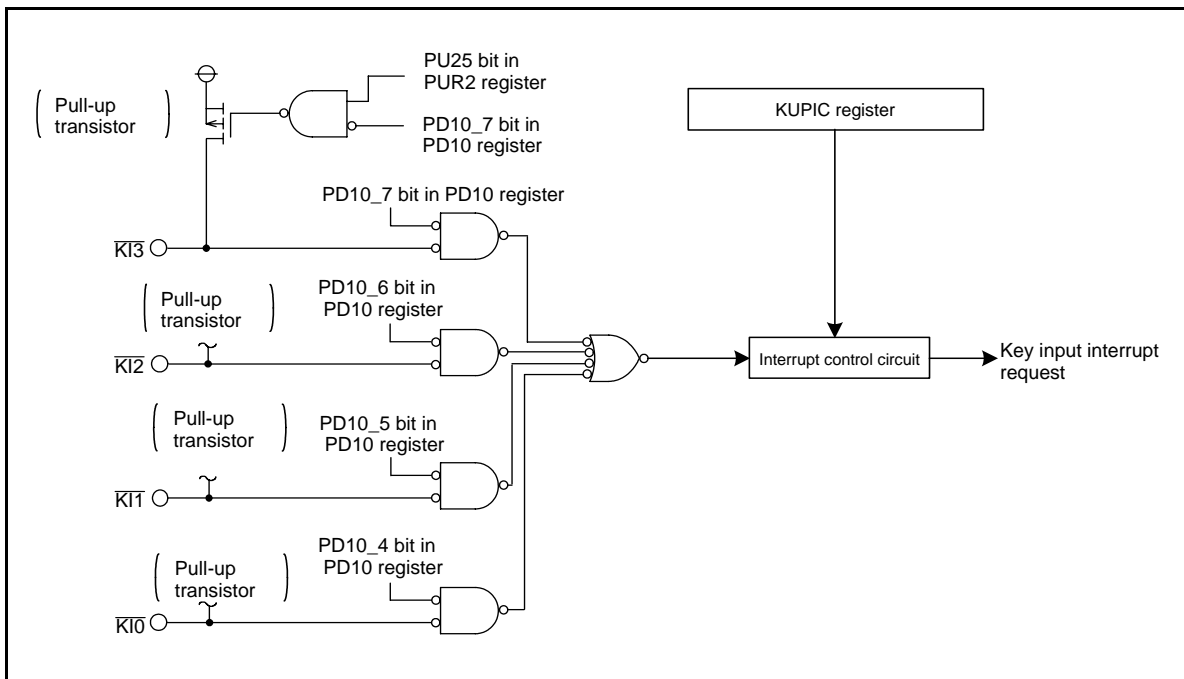 PU25 bit in
PUR2 register
( Pull-up
transistor )
PD10_7 bit in
PD10 register
KUPIC register
PD10_7 bit in PD10 register
KI3
( Pull-up
transistor )
PD10_6 bit in
PD10 register
KI2
Interrupt control circuit
Key input interrupt
request
( Pull-up
transistor )
PD10_5 bit in
PD10 register
KI1
( Pull-up
transistor )
PD10_4 bit in
PD10 register
KI0